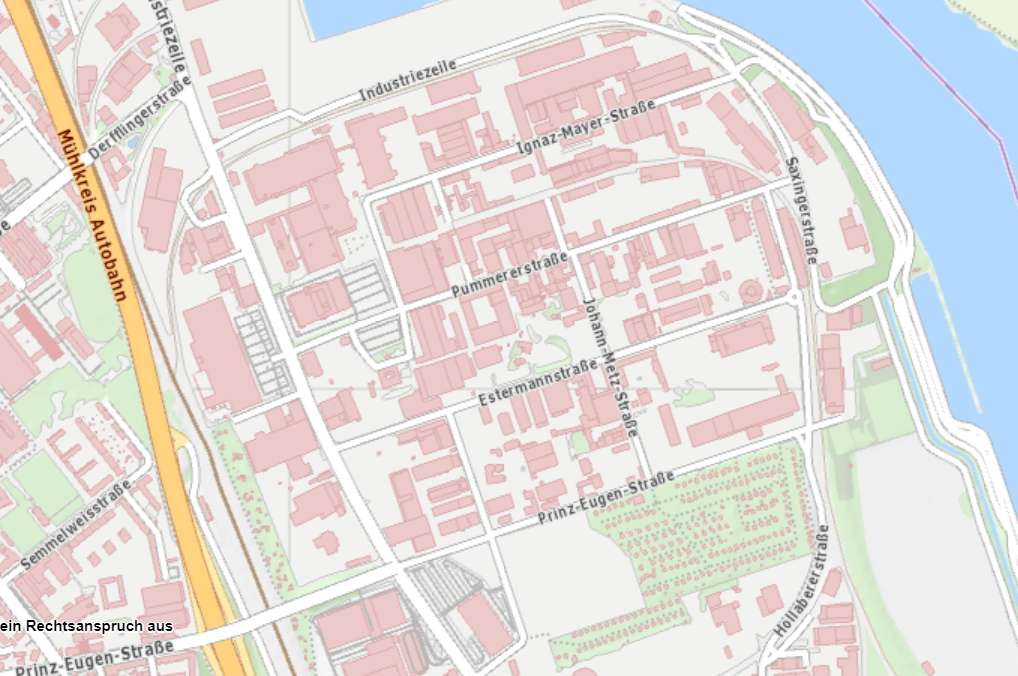 ustriezeile
Industriezeile
Derfflingerstraße
Ignaz-Mayer-Straße
Mühlkreis Autobahn
Saxingerstraße
Pummererstraße
Johann-Metz-Straße
Estermannstraße
Prinz-Eugen-Straße
Semmelweisstraße
Hollabererstraße
ein Rechtsanspruch aus
Prinz-Eugen-Straße